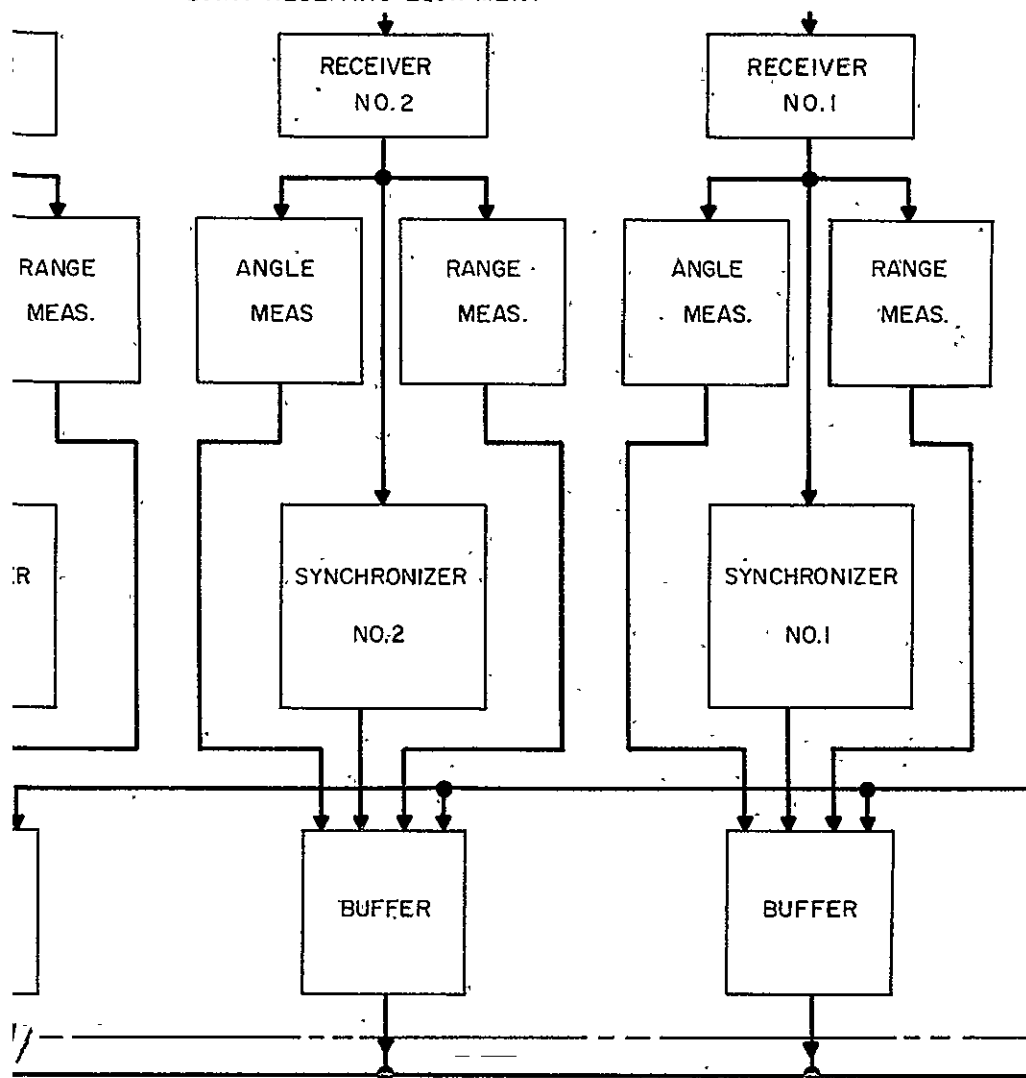 RECEIVER
NO. 2
RECEIVER
NO. 1
RANGE
MEAS.
ANGLE
MEAS
RANGE
MEAS.
ANGLE
MEAS.
RANGE
MEAS.
ER
SYNCHRONIZER
NO. 2
SYNCHRONIZER
NO. 1
BUFFER
BUFFER